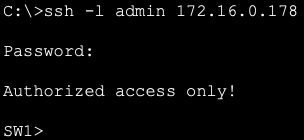 C:\>ssh -l admin 172.16.0.178
Password:
Authorized access only!
SW1>